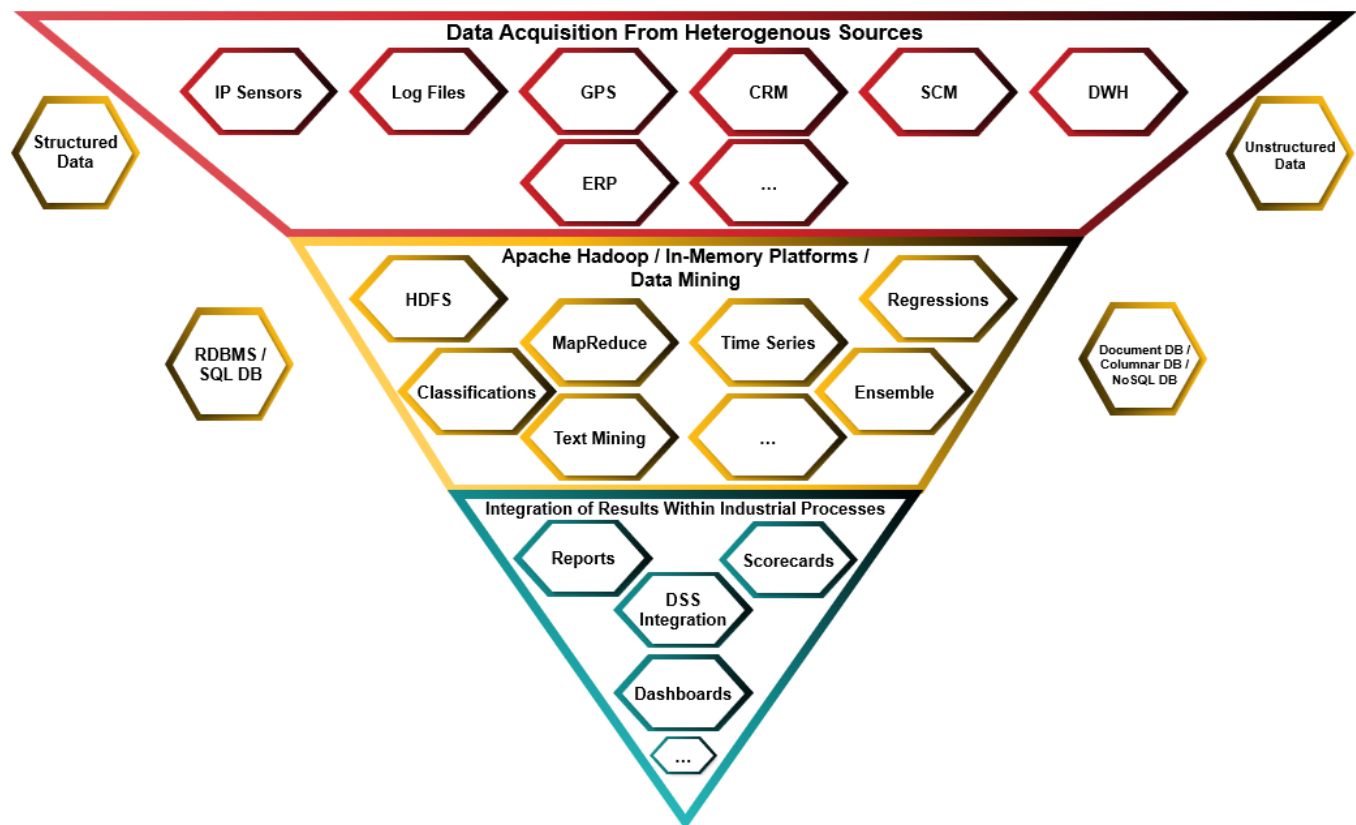 Data Acquisition From Heterogenous Sources
IP Sensors
Log Files
GPS
CRM
SCM
DWH
Structured
Data
Unstructured
Data
ERP
...
Apache Hadoop / In-Memory Platforms /
Data Mining
HDFS
Regressions
MapReduce
Time Series
RDBMS /
SQL DB
Document DB /
Columnar DB /
NoSQL DB
Classifications
Ensemble
Text Mining
...
Integration of Results Within Industrial Processes
Reports
Scorecards
DSS
Integration
Dashboards
...